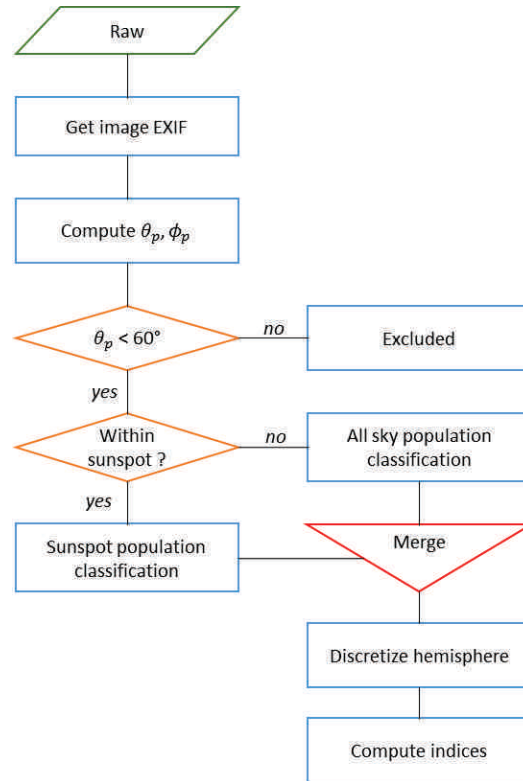 Raw
Get image EXIF
Compute θₚ, ϕₚ
θₚ < 60°
no
Excluded
yes
Within
sunspot ?
no
All sky population
classification
yes
Sunspot population
classification
Merge
Discretize hemisphere
Compute indices